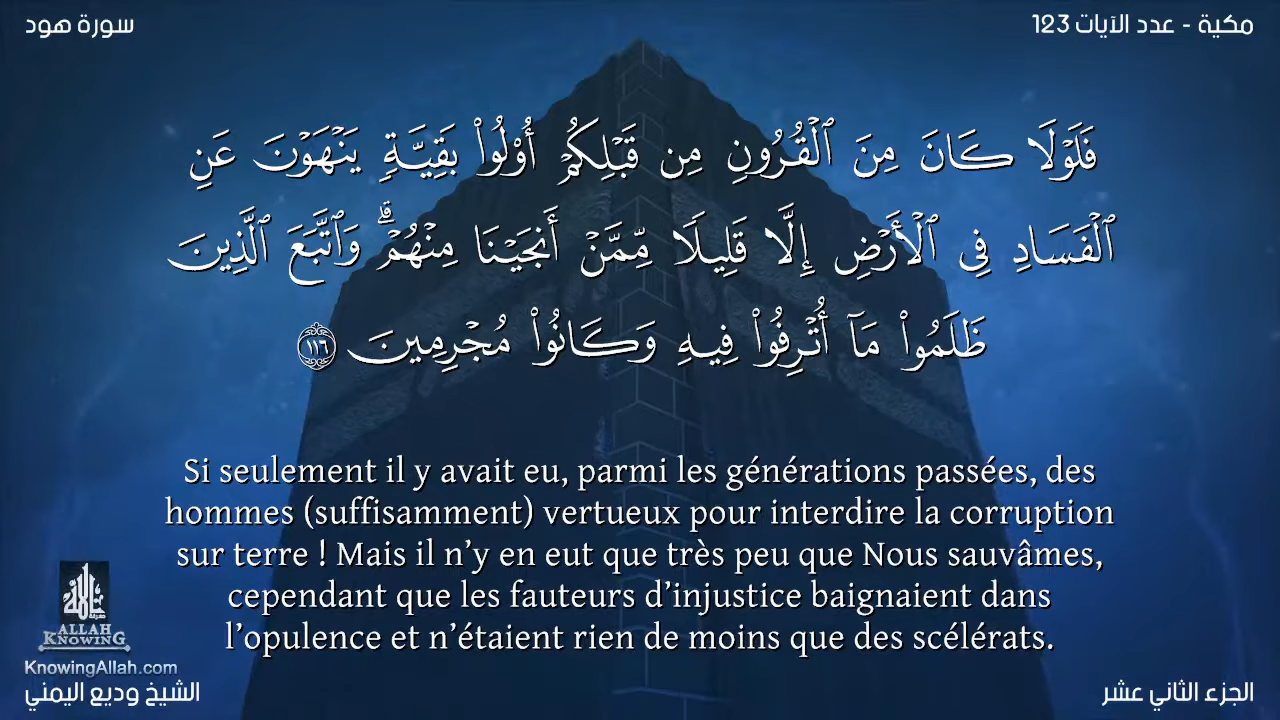 مكية - عدد الآيات 123
سورة هود
فَلَوْلَا كَانَ مِنَ ٱلْقُرُونِ مِن قَبْلِكُمْ أُو۟لُوا۟ بَقِيَّةٍ يَنْهَوْنَ عَنِ
ٱلْفَسَادِ فِى ٱلْأَرْضِ إِلَّا قَلِيلًا مِّمَّنْ أَنجَيْنَا مِنْهُمْ ۗ وَٱتَّبَعَ ٱلَّذِينَ
ظَلَمُوا۟ مَآ أُتْرِفُوا۟ فِيهِ وَكَانُوا۟ مُجْرِمِينَ ١١٦
Si seulement il y avait eu, parmi les générations passées, des
hommes (suffisamment) vertueux pour interdire la corruption
sur terre ! Mais il n’y en eut que très peu que Nous sauvâmes,
cependant que les fauteurs d’injustice baignaient dans
l’opulence et n’étaient rien de moins que des scélérats.
ALLAH
KNOWING
KnowingAllah.com
الجزء الثاني عشر
الشيخ وديع اليمني